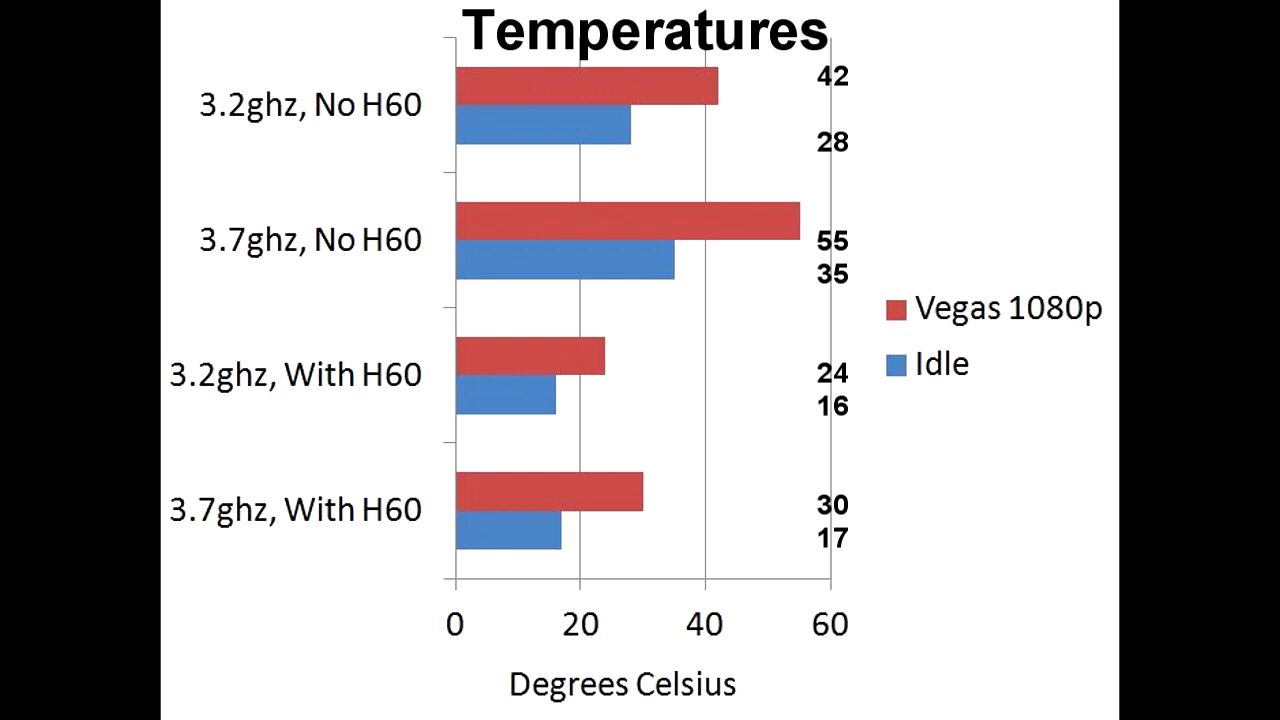 Temperatures
3.2ghz, No H60
42
28
3.7ghz, No H60
55
35
3.2ghz, With H60
24
16
3.7ghz, With H60
30
17
Vegas 1080p
Idle
0 20 40 60
Degrees Celsius